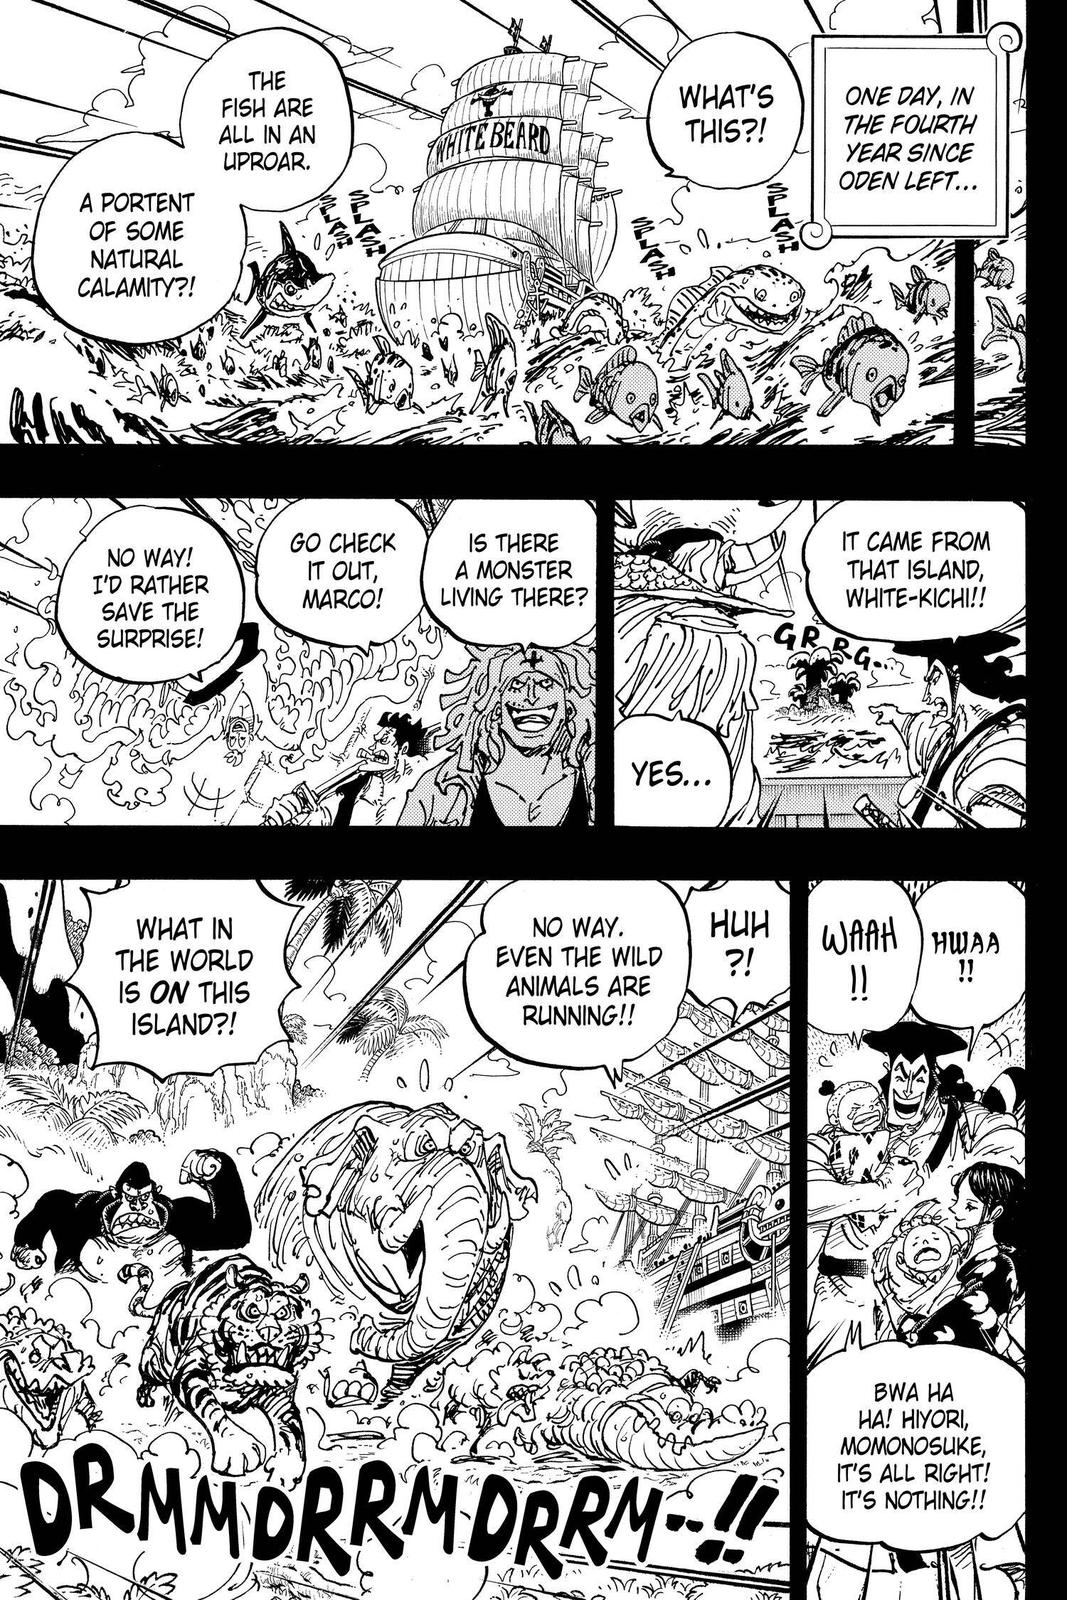 ONE DAY, IN
THE FOURTH
YEAR SINCE
ODEN LEFT...
WHAT'S
THIS?!
SPLASH
SPLASH
SPLASH
SPLASH
SPLASH
SPLASH
WHITEBEARD
THE
FISH ARE
ALL IN AN
UPROAR.
A PORTENT
OF SOME
NATURAL
CALAMITY?!
IT CAME FROM
THAT ISLAND,
WHITE-KICHI!!
GRRG..
YES...
IS THERE
A MONSTER
LIVING THERE?
GO CHECK
IT OUT,
MARCO!
NO WAY!
I'D RATHER
SAVE THE
SURPRISE!
HWAA
!!
WAAH
!!
BWA HA
HA! HIYORI,
MOMONOSUKE,
IT'S ALL RIGHT!
IT'S NOTHING!!
HUH
?!
NO WAY.
EVEN THE WILD
ANIMALS ARE
RUNNING!!
WHAT IN
THE WORLD
IS ON THIS
ISLAND?!
DRMMDRRMDRRM...!!